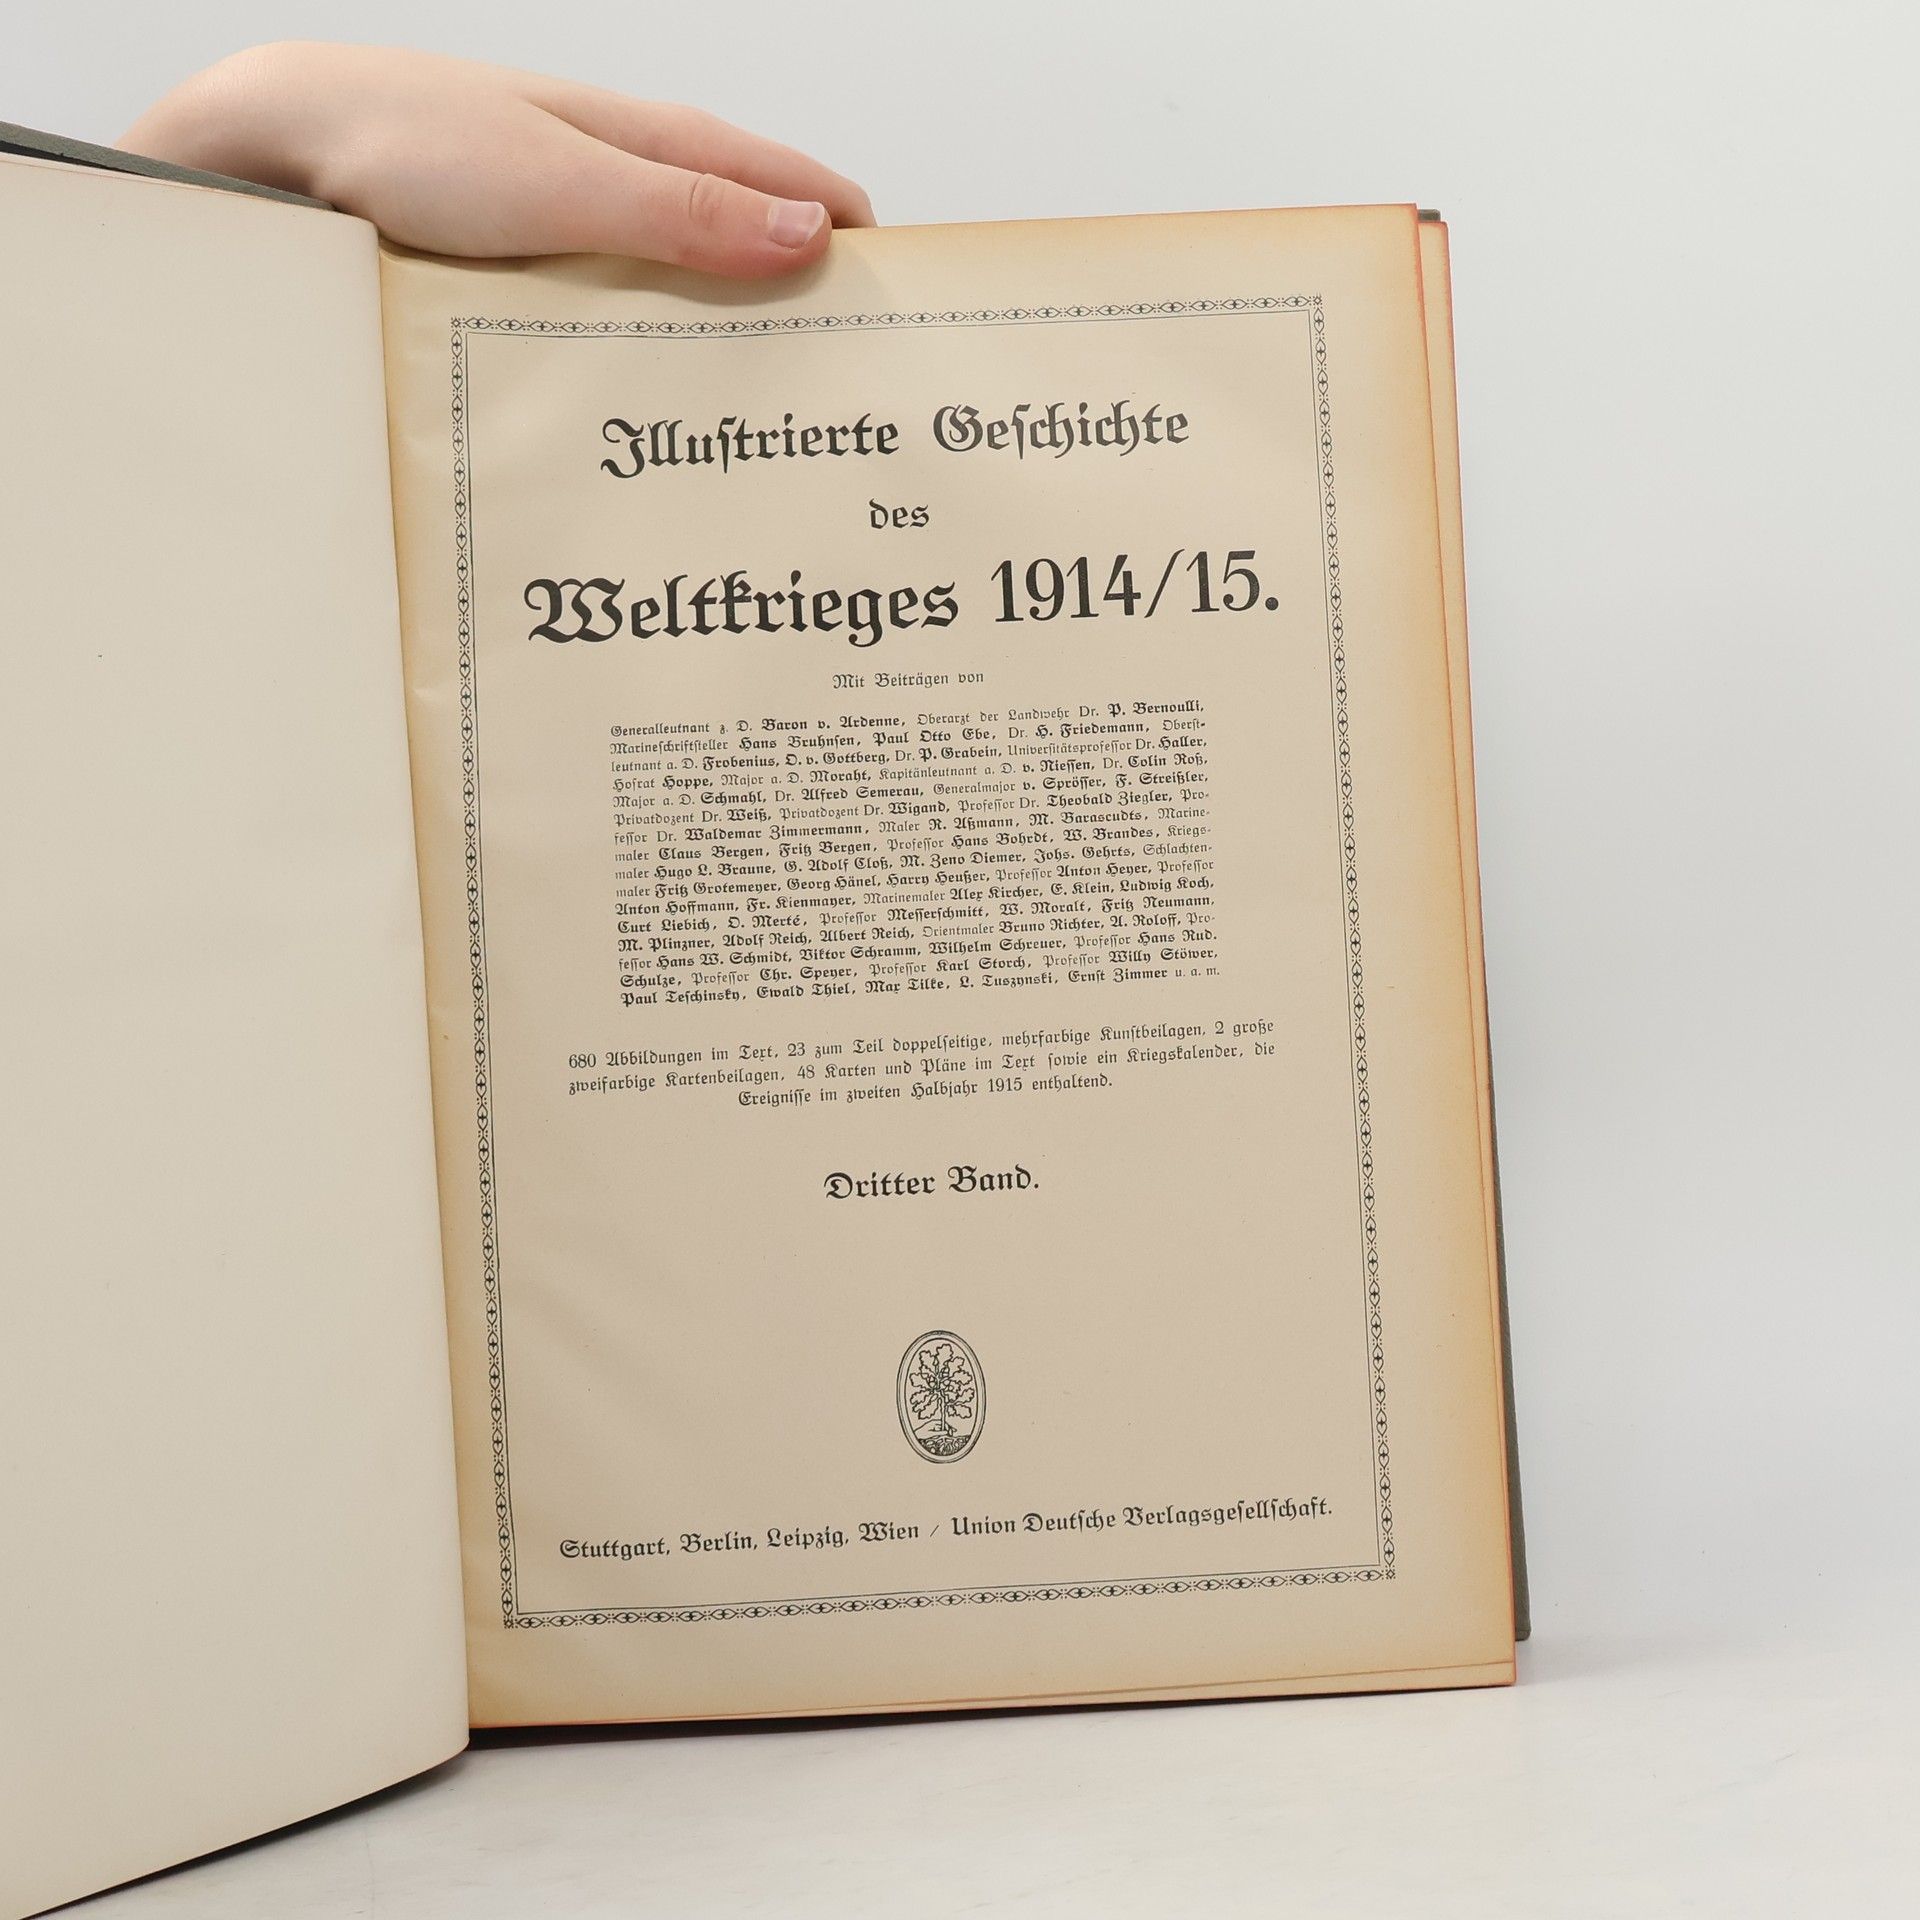 Illustrierte Geschichte
des
Weltkrieges 1914/15.
Mit Beiträgen von
Generalleutnant z. D. Baron v. Ardenne, Oberarzt der Landwehr Dr. P. Bernoulli,
Marineschriftsteller Hans Bruhnsen, Paul Otto Ebe, Dr. H. Friedemann, Oberst-
leutnant a. D. Frobenius, O. v. Gottberg, Dr. P. Grabein, Universitätsprofessor Dr. Haller,
Hofrat Hoppe, Major a. D. Moraht, Kapitänleutnant a. D. v. Niessen, Dr. Colin Roß,
Major a. D. Schmahl, Dr. Alfred Semerau, Generalmajor v. Sprösser, F. Streißler,
Privatdozent Dr. Weiß, Privatdozent Dr. Wigand, Professor Dr. Theobald Ziegler, Pro-
fessor Dr. Waldemar Zimmermann, Maler R. Aßmann, M. Barascudts, Marine-
maler Claus Bergen, Fritz Bergen, Professor Hans Bohrdt, W. Brandes, Kriegs-
maler Hugo L. Braune, G. Adolf Closs, M. Zeno Diemer, Johs. Gehrts, Schlachten-
maler Fritz Grotemeyer, Georg Hänel, Harry Heußer, Professor Anton Heyer, Professor
Anton Hoffmann, Fr. Kienmayer, Marinemaler Alex Kircher, E. Klein, Ludwig Koch,
Curt Liebich, O. Merté, Professor Messerschmitt, W. Moralt, Fritz Neumann,
M. Plinzner, Adolf Reich, Albert Reich, Orientmaler Bruno Richter, A. Roloff, Pro-
fessor Hans W. Schmidt, Viktor Schramm, Wilhelm Schreuer, Professor Hans Rud.
Schulze, Professor Chr. Speyer, Professor Karl Storch, Professor Willy Stöwer,
Paul Teschinsky, Ewald Thiel, Max Tilke, L. Tuszynski, Ernst Zimmer u. a. m.
680 Abbildungen im Text, 23 zum Teil doppelseitige, mehrfarbige Kunstbeilagen, 2 große
zweifarbige Kartenbeilagen, 48 Karten und Pläne im Text sowie ein Kriegskalender, die
Ereignisse im zweiten Halbjahr 1915 enthaltend.
Dritter Band.
Stuttgart, Berlin, Leipzig, Wien / Union Deutsche Verlagsgesellschaft.